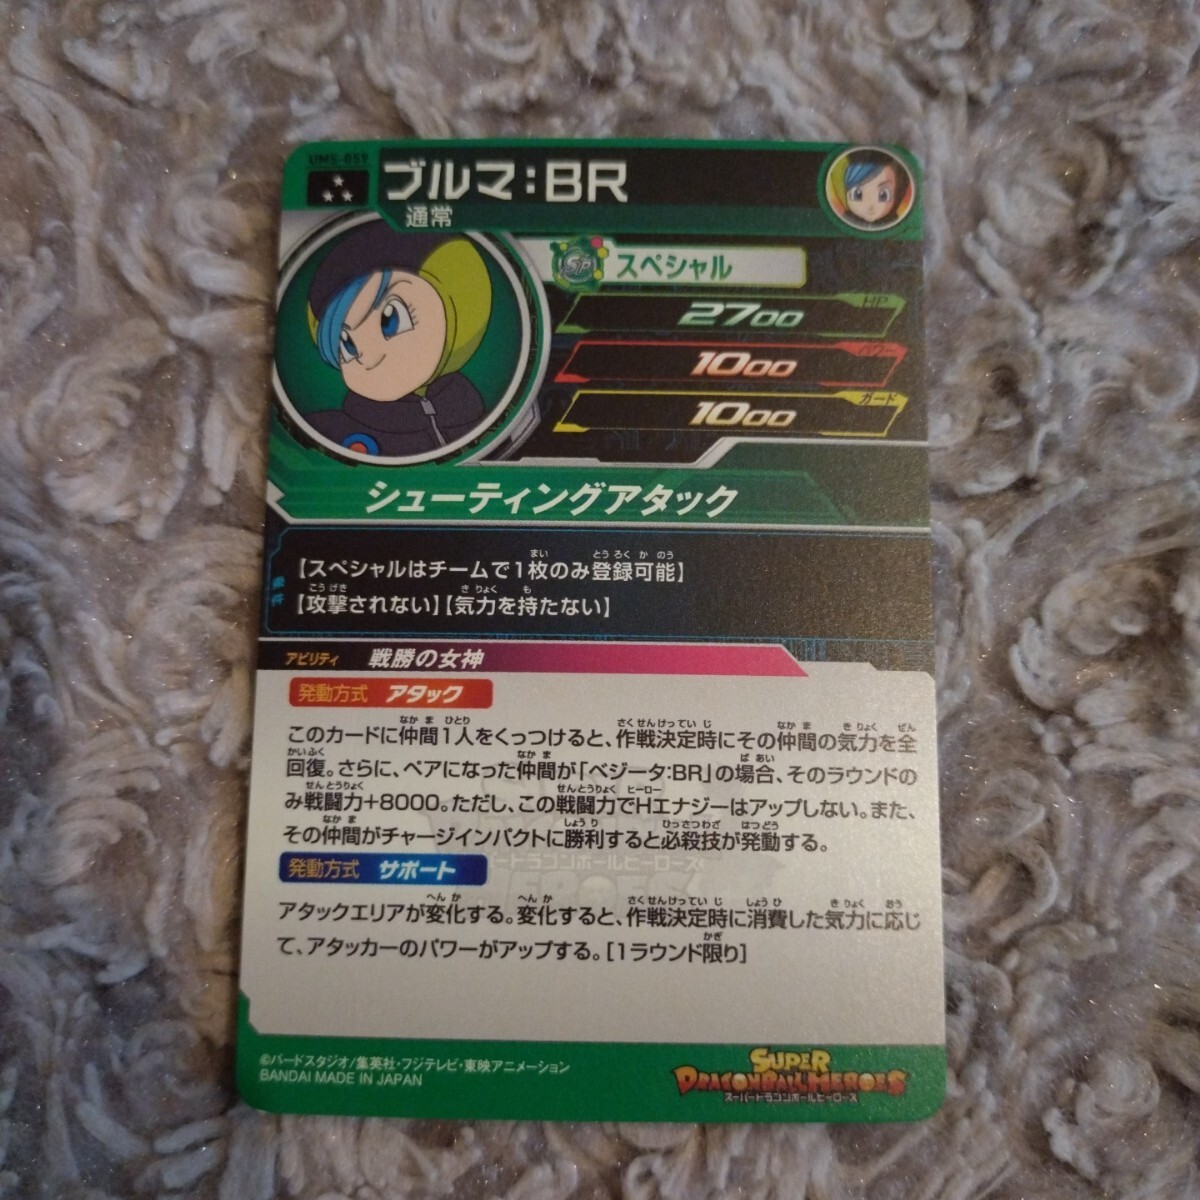 UM5-059
ブルマ:BR
通常
SP スペシャル
HP
2700
パワー
1000
ガード
1000
シューティングアタック
条件
【スペシャルはチームで1枚のみ登録可能】
【攻撃されない】【気力を持たない】
アビリティ 戦勝の女神
発動方式 アタック
このカードに仲間1人をくっつけると、作戦決定時にその仲間の気力を全
回復。さらに、ペアになった仲間が「ベジータ:BR」の場合、そのラウンドの
み戦闘力+8000。ただし、この戦闘力でHエナジーはアップしない。また、
その仲間がチャージインパクトに勝利すると必殺技が発動する。
発動方式 サポート
アタックエリアが変化する。変化すると、作戦決定時に消費した気力に応じ
て、アタッカーのパワーがアップする。[1ラウンド限り]
©バードスタジオ/集英社・フジテレビ・東映アニメーション
BANDAI MADE IN JAPAN
SUPER
DRAGONBALL HEROES
スーパードラゴンボールヒーローズ